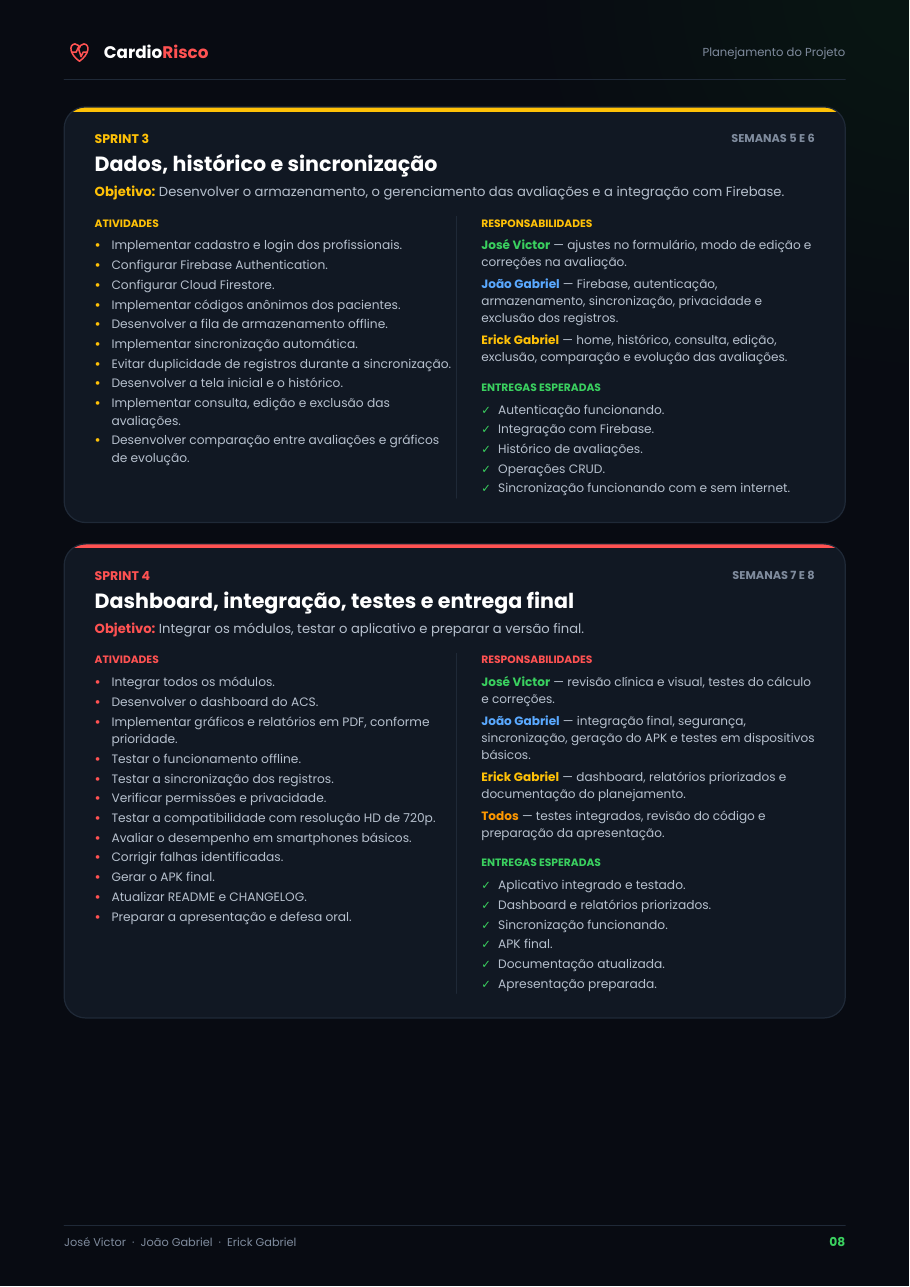 CardioRisco
Planejamento do Projeto
SPRINT 3
SEMANAS 5 E 6
Dados, histórico e sincronização
Objetivo: Desenvolver o armazenamento, o gerenciamento das avaliações e a integração com Firebase.
ATIVIDADES
• Implementar cadastro e login dos profissionais.
• Configurar Firebase Authentication.
• Configurar Cloud Firestore.
• Implementar códigos anônimos dos pacientes.
• Desenvolver a fila de armazenamento offline.
• Implementar sincronização automática.
• Evitar duplicidade de registros durante a sincronização.
• Desenvolver a tela inicial e o histórico.
• Implementar consulta, edição e exclusão das
avaliações.
• Desenvolver comparação entre avaliações e gráficos
de evolução.
RESPONSABILIDADES
José Victor — ajustes no formulário, modo de edição e
correções na avaliação.
João Gabriel — Firebase, autenticação,
armazenamento, sincronização, privacidade e
exclusão dos registros.
Erick Gabriel — home, histórico, consulta, edição,
exclusão, comparação e evolução das avaliações.
ENTREGAS ESPERADAS
✓ Autenticação funcionando.
✓ Integração com Firebase.
✓ Histórico de avaliações.
✓ Operações CRUD.
✓ Sincronização funcionando com e sem internet.
SPRINT 4
SEMANAS 7 E 8
Dashboard, integração, testes e entrega final
Objetivo: Integrar os módulos, testar o aplicativo e preparar a versão final.
ATIVIDADES
• Integrar todos os módulos.
• Desenvolver o dashboard do ACS.
• Implementar gráficos e relatórios em PDF, conforme
prioridade.
• Testar o funcionamento offline.
• Testar a sincronização dos registros.
• Verificar permissões e privacidade.
• Testar a compatibilidade com resolução HD de 720p.
• Avaliar o desempenho em smartphones básicos.
• Corrigir falhas identificadas.
• Gerar o APK final.
• Atualizar README e CHANGELOG.
• Preparar a apresentação e defesa oral.
RESPONSABILIDADES
José Victor — revisão clínica e visual, testes do cálculo
e correções.
João Gabriel — integração final, segurança,
sincronização, geração do APK e testes em dispositivos
básicos.
Erick Gabriel — dashboard, relatórios priorizados e
documentação do planejamento.
Todos — testes integrados, revisão do código e
preparação da apresentação.
ENTREGAS ESPERADAS
✓ Aplicativo integrado e testado.
✓ Dashboard e relatórios priorizados.
✓ Sincronização funcionando.
✓ APK final.
✓ Documentação atualizada.
✓ Apresentação preparada.
José Victor · João Gabriel · Erick Gabriel
08